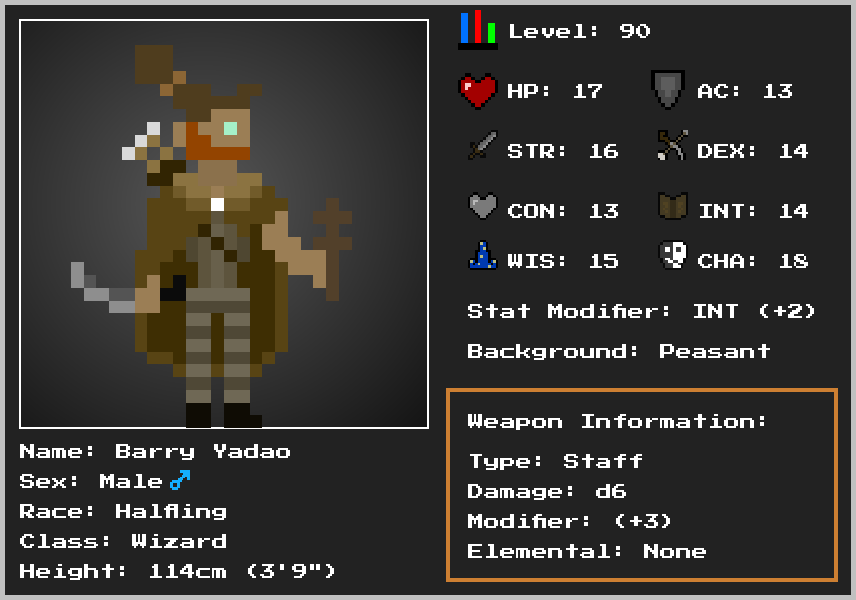 Level: 90
HP: 17 AC: 13
STR: 16 DEX: 14
CON: 13 INT: 14
WIS: 15 CHA: 18
Stat Modifier: INT (+2)
Background: Peasant
Weapon Information:
Type: Staff
Damage: d6
Modifier: (+3)
Elemental: None
Name: Barry Yadao
Sex: Male♂
Race: Halfling
Class: Wizard
Height: 114cm (3'9")